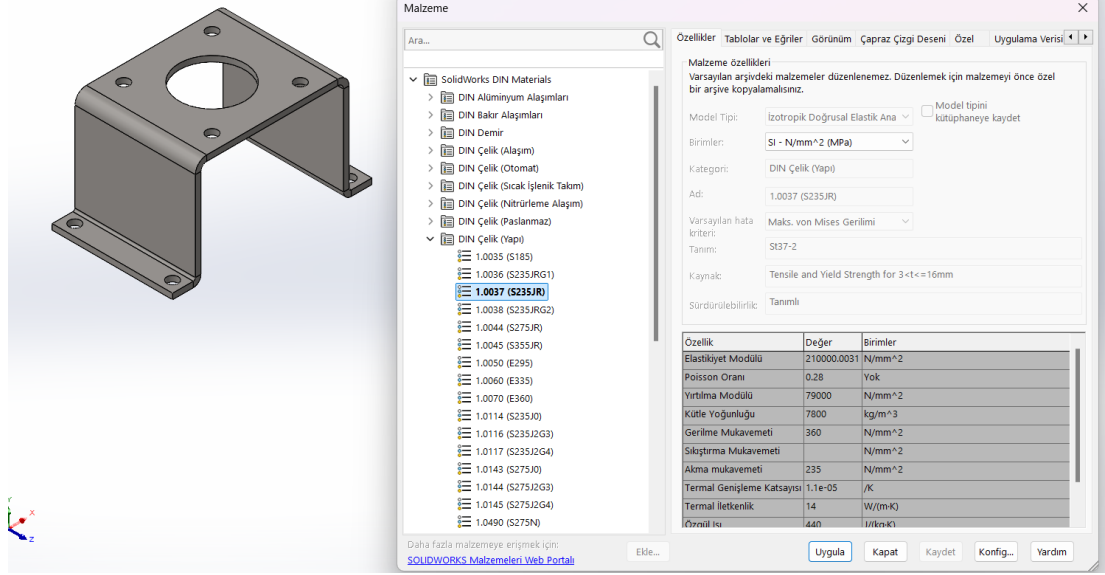 Malzeme
Ara...
SolidWorks DIN Materials
DIN Alüminyum Alaşımları
DIN Bakır Alaşımları
DIN Demir
DIN Çelik (Alaşım)
DIN Çelik (Otomat)
DIN Çelik (Sıcak İşlenik Takım)
DIN Çelik (Nitrürleme Alaşım)
DIN Çelik (Paslanmaz)
DIN Çelik (Yapı)
1.0035 (S185)
1.0036 (S235JRG1)
1.0037 (S235JR)
1.0038 (S235JRG2)
1.0044 (S275JR)
1.0045 (S355JR)
1.0050 (E295)
1.0060 (E335)
1.0070 (E360)
1.0114 (S235J0)
1.0116 (S235J2G3)
1.0117 (S235J2G4)
1.0143 (S275J0)
1.0144 (S275J2G3)
1.0145 (S275J2G4)
1.0490 (S275N)
Daha fazla malzemeye erişmek için:
SOLIDWORKS Malzemeleri Web Portalı
Ekle...
Özellikler Tablolar ve Eğriler Görünüm Çapraz Çizgi Deseni Özel Uygulama Verisi
Malzeme özellikleri
Varsayılan arşivdeki malzemeler düzenlenemez. Düzenlemek için malzemeyi önce özel
bir arşive kopyalamalısınız.
Model Tipi: İzotropik Doğrusal Elastik Ana
Model tipini
kütüphaneye kaydet
Birimler: SI - N/mm^2 (MPa)
Kategori: DIN Çelik (Yapı)
Ad: 1.0037 (S235JR)
Varsayılan hata
kriteri: Maks. von Mises Gerilimi
Tanım: St37-2
Kaynak: Tensile and Yield Strength for 3<t<=16mm
Sürdürülebilirlik: Tanımlı
Özellik Değer Birimler
Elastikiyet Modülü 210000.0031 N/mm^2
Poisson Oranı 0.28 Yok
Yırtılma Modülü 79000 N/mm^2
Kütle Yoğunluğu 7800 kg/m^3
Gerilme Mukavemeti 360 N/mm^2
Sıkıştırma Mukavemeti N/mm^2
Akma mukavemeti 235 N/mm^2
Termal Genişleme Katsayısı 1.1e-05 /K
Termal İletkenlik 14 W/(m·K)
Özgül Isı 440 J/(kg·K)
Uygula Kapat Kaydet Konfig... Yardım
Y
X
Z